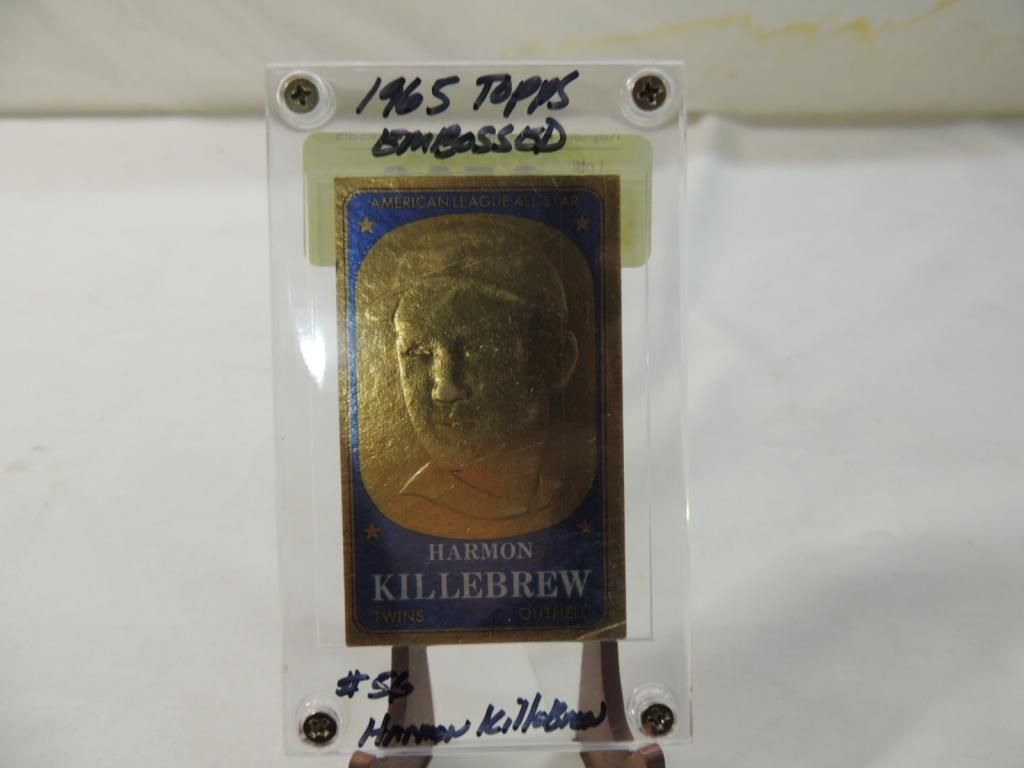 1965 TOPPS
EMBOSSED
AMERICAN LEAGUE ALL STAR
HARMON
KILLEBREW
TWINS OUTFIELD
#56
HARMON KilleBrew